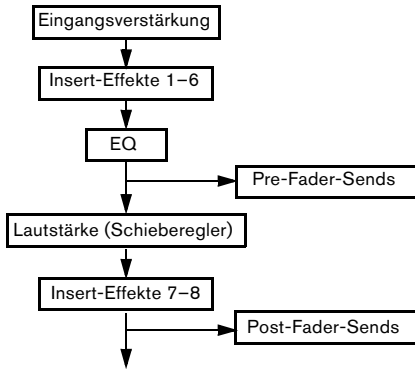 Eingangsverstärkung
Insert-Effekte 1–6
EQ
Pre-Fader-Sends
Lautstärke (Schieberegler)
Insert-Effekte 7–8
Post-Fader-Sends